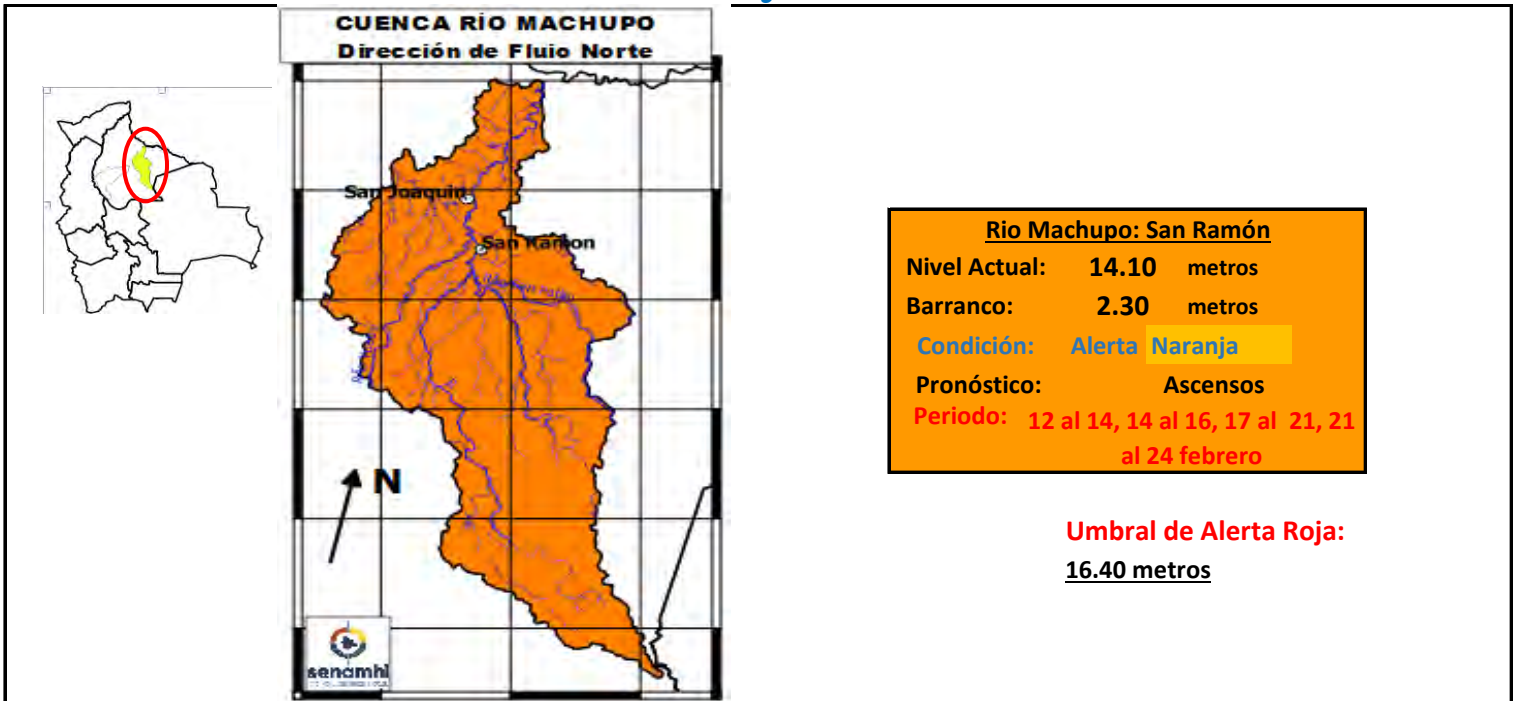 CUENCA RÍO MACHUPO
Dirección de Flujo Norte
San Joaquin
San Ramon
N
senamhi
Rio Machupo: San Ramón
Nivel Actual: 14.10 metros
Barranco: 2.30 metros
Condición: Alerta Naranja
Pronóstico: Ascensos
Periodo: 12 al 14, 14 al 16, 17 al 21, 21
al 24 febrero
Umbral de Alerta Roja:
16.40 metros